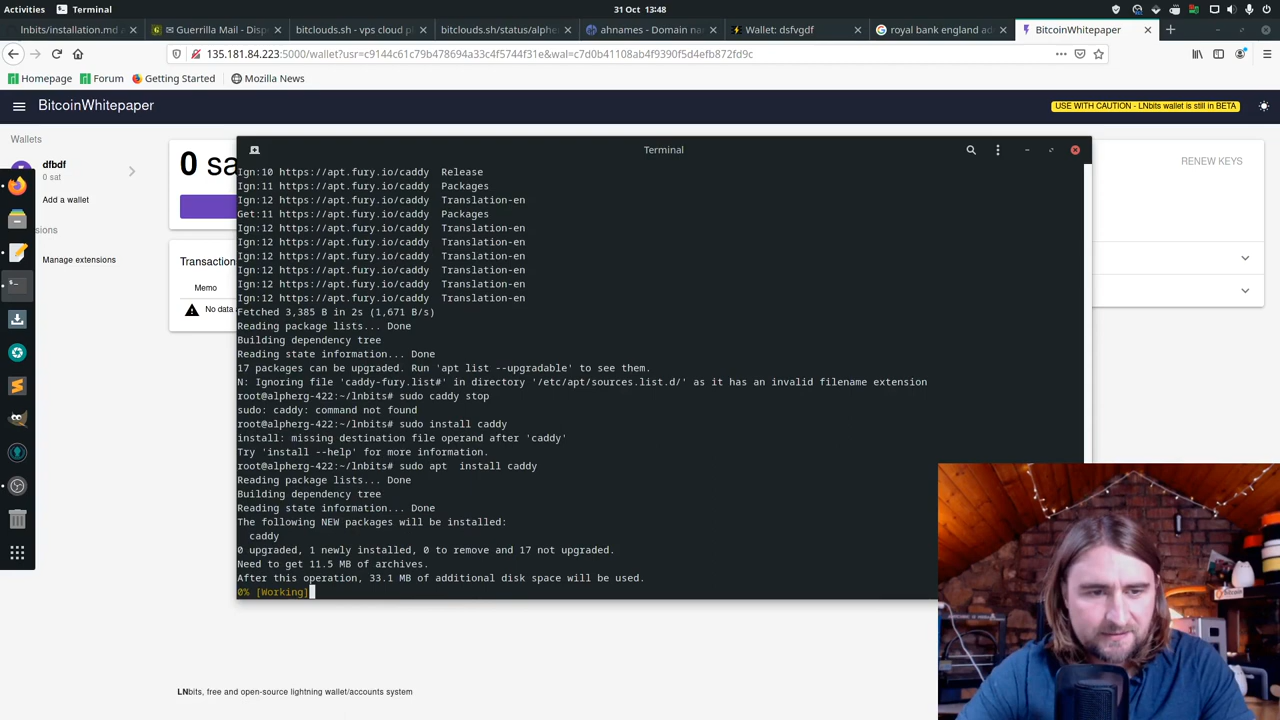 Activities
Terminal
31 Oct 13:48
lnbits/installation.md a
Guerrilla Mail - Dispos
bitclouds.sh - vps cloud pl
bitclouds.sh/status/alphe
ahnames - Domain na
Wallet: dsfvgdf
royal bank england ad
BitcoinWhitepaper
135.181.84.223:5000/wallet?usr=c9144c61c79878694a33c4f5744f31e&wal=c7d0b41108ab4f9390f5d4efb872fd9c
Homepage
Forum
Getting Started
Mozilla News
BitcoinWhitepaper
USE WITH CAUTION - LNbits wallet is still in BETA
Wallets
dfbdf
0 sat
Add a wallet
sions
Manage extensions
0 sa
RENEW KEYS
Transaction
Memo
No data a
Terminal
Ign:10 https://apt.fury.io/caddy  Release
Ign:11 https://apt.fury.io/caddy  Packages
Ign:12 https://apt.fury.io/caddy  Translation-en
Get:11 https://apt.fury.io/caddy  Packages
Ign:12 https://apt.fury.io/caddy  Translation-en
Ign:12 https://apt.fury.io/caddy  Translation-en
Ign:12 https://apt.fury.io/caddy  Translation-en
Ign:12 https://apt.fury.io/caddy  Translation-en
Ign:12 https://apt.fury.io/caddy  Translation-en
Ign:12 https://apt.fury.io/caddy  Translation-en
Fetched 3,385 B in 2s (1,671 B/s)
Reading package lists... Done
Building dependency tree
Reading state information... Done
17 packages can be upgraded. Run 'apt list --upgradable' to see them.
N: Ignoring file 'caddy-fury.list#' in directory '/etc/apt/sources.list.d/' as it has an invalid filename extension
root@alpherg-422:~/lnbits# sudo caddy stop
sudo: caddy: command not found
root@alpherg-422:~/lnbits# sudo install caddy
install: missing destination file operand after 'caddy'
Try 'install --help' for more information.
root@alpherg-422:~/lnbits# sudo apt  install caddy
Reading package lists... Done
Building dependency tree
Reading state information... Done
The following NEW packages will be installed:
caddy
0 upgraded, 1 newly installed, 0 to remove and 17 not upgraded.
Need to get 11.5 MB of archives.
After this operation, 33.1 MB of additional disk space will be used.
0% [Working]
LNbits, free and open-source lightning wallet/accounts system